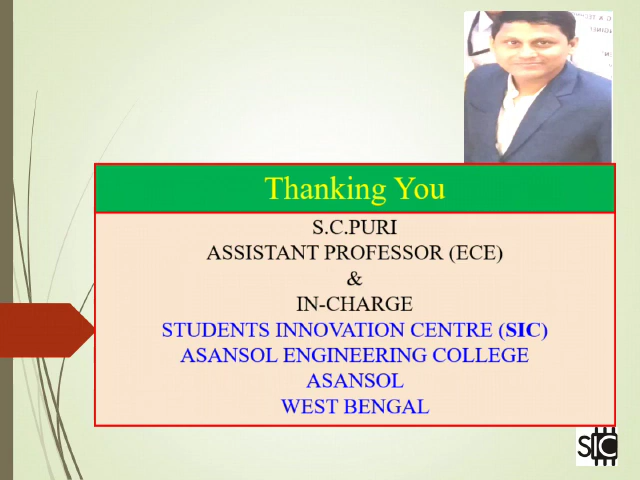 Thanking You
S.C.PURI
ASSISTANT PROFESSOR (ECE)
&
IN-CHARGE
STUDENTS INNOVATION CENTRE (SIC)
ASANSOL ENGINEERING COLLEGE
ASANSOL
WEST BENGAL
SIC